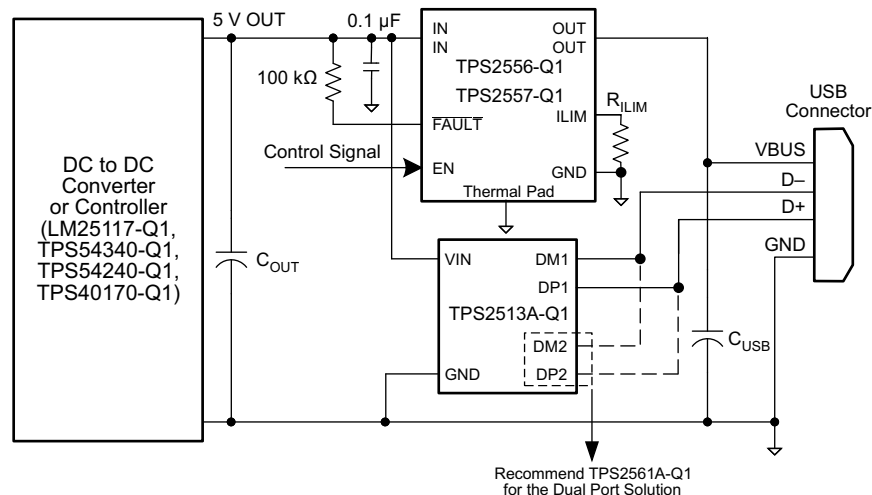 5 V OUT
0.1 µF
100 kΩ
IN
IN
OUT
OUT
TPS2556-Q1
TPS2557-Q1
FAULT
ILIM
R_ILIM
Control Signal
EN
GND
Thermal Pad
USB
Connector
VBUS
D–
D+
GND
DC to DC
Converter
or Controller
(LM25117-Q1,
TPS54340-Q1,
TPS54240-Q1,
TPS40170-Q1)
C_OUT
VIN
DM1
DP1
TPS2513A-Q1
DM2
DP2
GND
C_USB
Recommend TPS2561A-Q1
for the Dual Port Solution